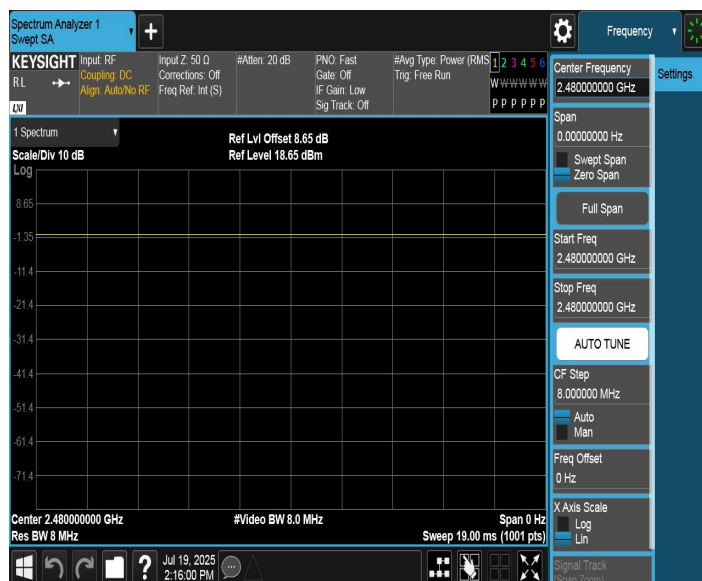 Spectrum Analyzer 1
Swept SA
+
Frequency
KEYSIGHT
RL
LXI
Input: RF
Coupling: DC
Align: Auto/No RF
Input Z: 50 Ω
Corrections: Off
Freq Ref: Int (S)
#Atten: 20 dB
PNO: Fast
Gate: Off
IF Gain: Low
Sig Track: Off
#Avg Type: Power (RMS
Trig: Free Run
1 2 3 4 5 6
W W W W W W
P P P P P P
1 Spectrum
Scale/Div 10 dB
Ref Lvl Offset 8.65 dB
Ref Level 18.65 dBm
Log
8.65
-1.35
-11.4
-21.4
-31.4
-41.4
-51.4
-61.4
-71.4
Center 2.480000000 GHz
Res BW 8 MHz
#Video BW 8.0 MHz
Span 0 Hz
Sweep 19.00 ms (1001 pts)
Center Frequency
2.480000000 GHz
Settings
Span
0.00000000 Hz
Swept Span
Zero Span
Full Span
Start Freq
2.480000000 GHz
Stop Freq
2.480000000 GHz
AUTO TUNE
CF Step
8.000000 MHz
Auto
Man
Freq Offset
0 Hz
X Axis Scale
Log
Lin
Signal Track
(Span Zoom)
?
Jul 19, 2025
2:16:00 PM